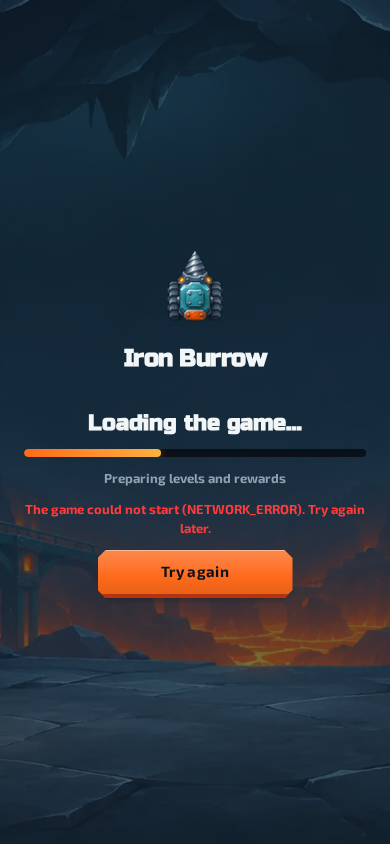 Iron Burrow
Loading the game...
Preparing levels and rewards
The game could not start (NETWORK_ERROR). Try again
later.
Try again